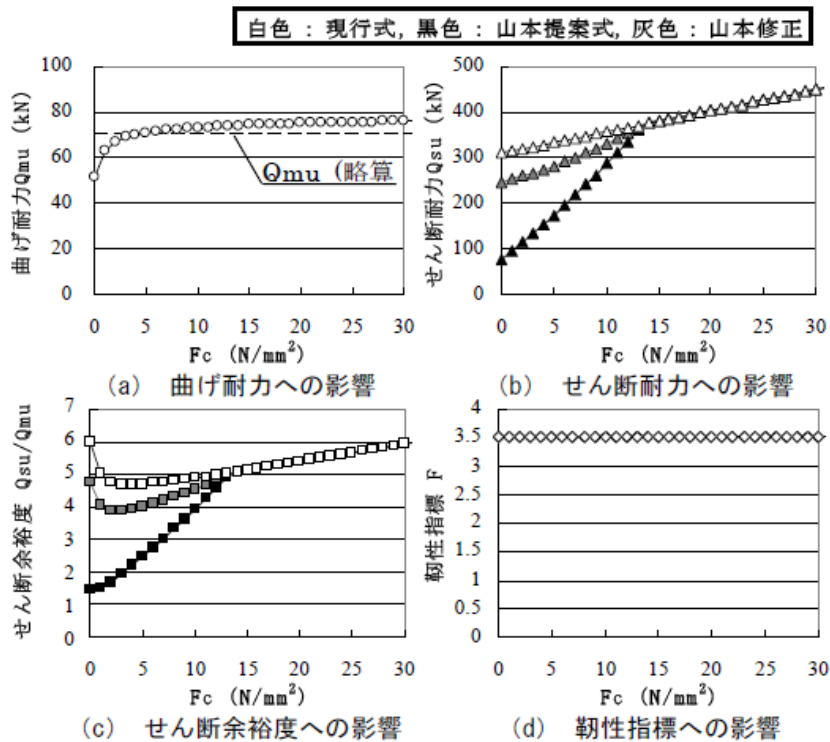 白色 : 現行式, 黒色 : 山本提案式, 灰色 : 山本修正
曲げ耐力Qmu (kN)
100
80
60
40
20
0
Qmu (略算
0 5 10 15 20 25 30
Fc (N/mm²)
(a) 曲げ耐力への影響
せん断耐力Qsu (kN)
500
400
300
200
100
0
0 5 10 15 20 25 30
Fc (N/mm²)
(b) せん断耐力への影響
せん断余裕度 Qsu/Qmu
7
6
5
4
3
2
1
0
0 5 10 15 20 25 30
Fc (N/mm²)
(c) せん断余裕度への影響
靭性指標 F
4
3.5
3
2.5
2
1.5
1
0.5
0
0 5 10 15 20 25 30
Fc (N/mm²)
(d) 靭性指標への影響